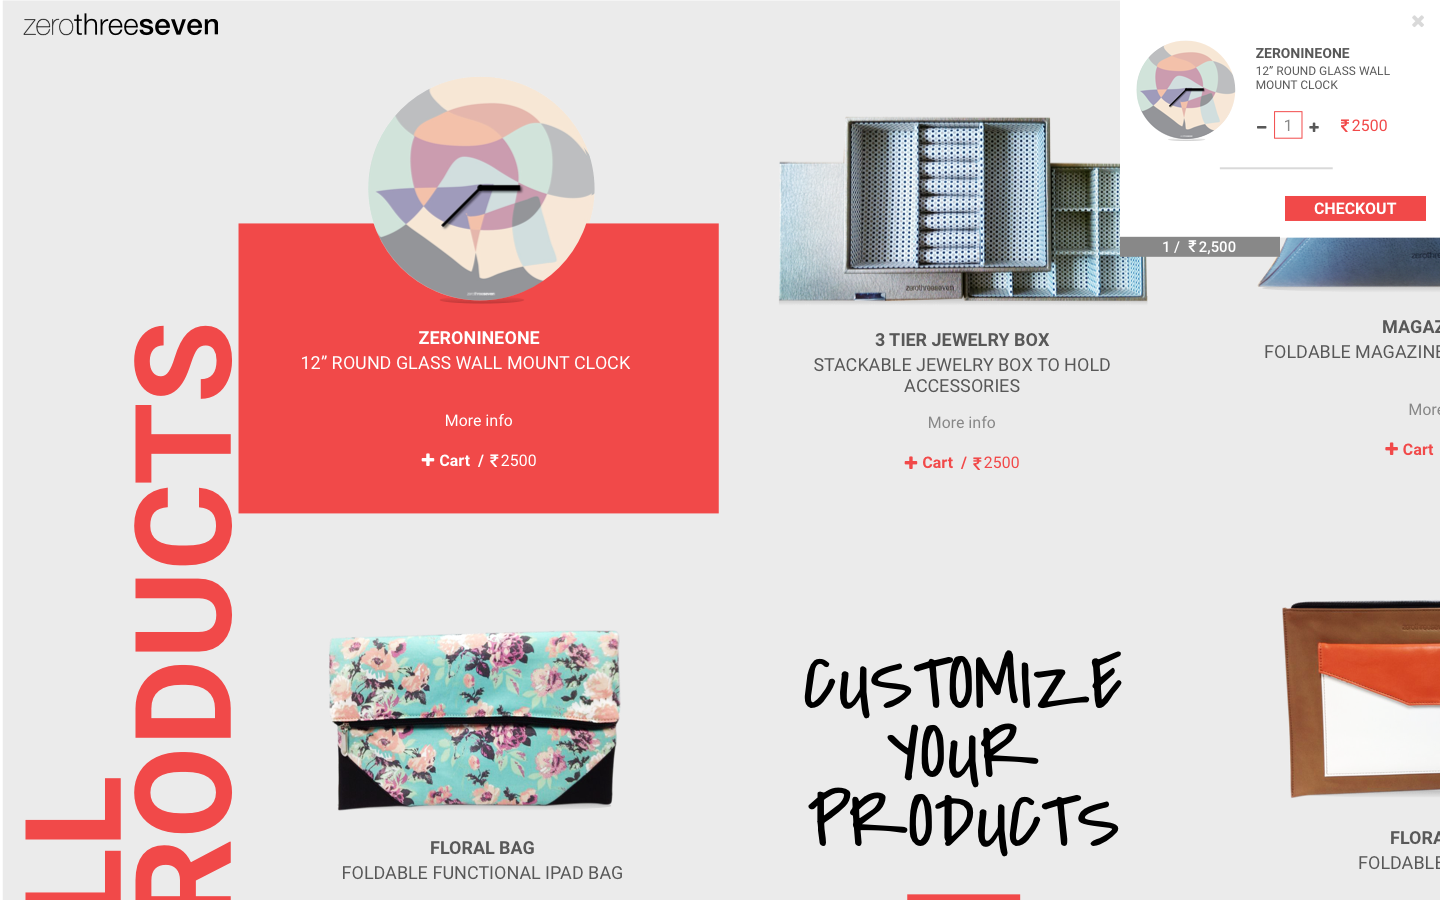 zerothreeseven
ZERONINEONE
12” ROUND GLASS WALL
MOUNT CLOCK
− 1 + ₹2500
CHECKOUT
1 / ₹2,500
ZERONINEONE
12” ROUND GLASS WALL MOUNT CLOCK
More info
+ Cart / ₹2500
zerothreeseven
3 TIER JEWELRY BOX
STACKABLE JEWELRY BOX TO HOLD
ACCESSORIES
More info
+ Cart / ₹2500
MAGAZ
FOLDABLE MAGAZINE
More
+ Cart
LL
RODUCTS
FLORAL BAG
FOLDABLE FUNCTIONAL IPAD BAG
CUSTOMIZE
YOUR
PRODUCTS
FLORA
FOLDABLE